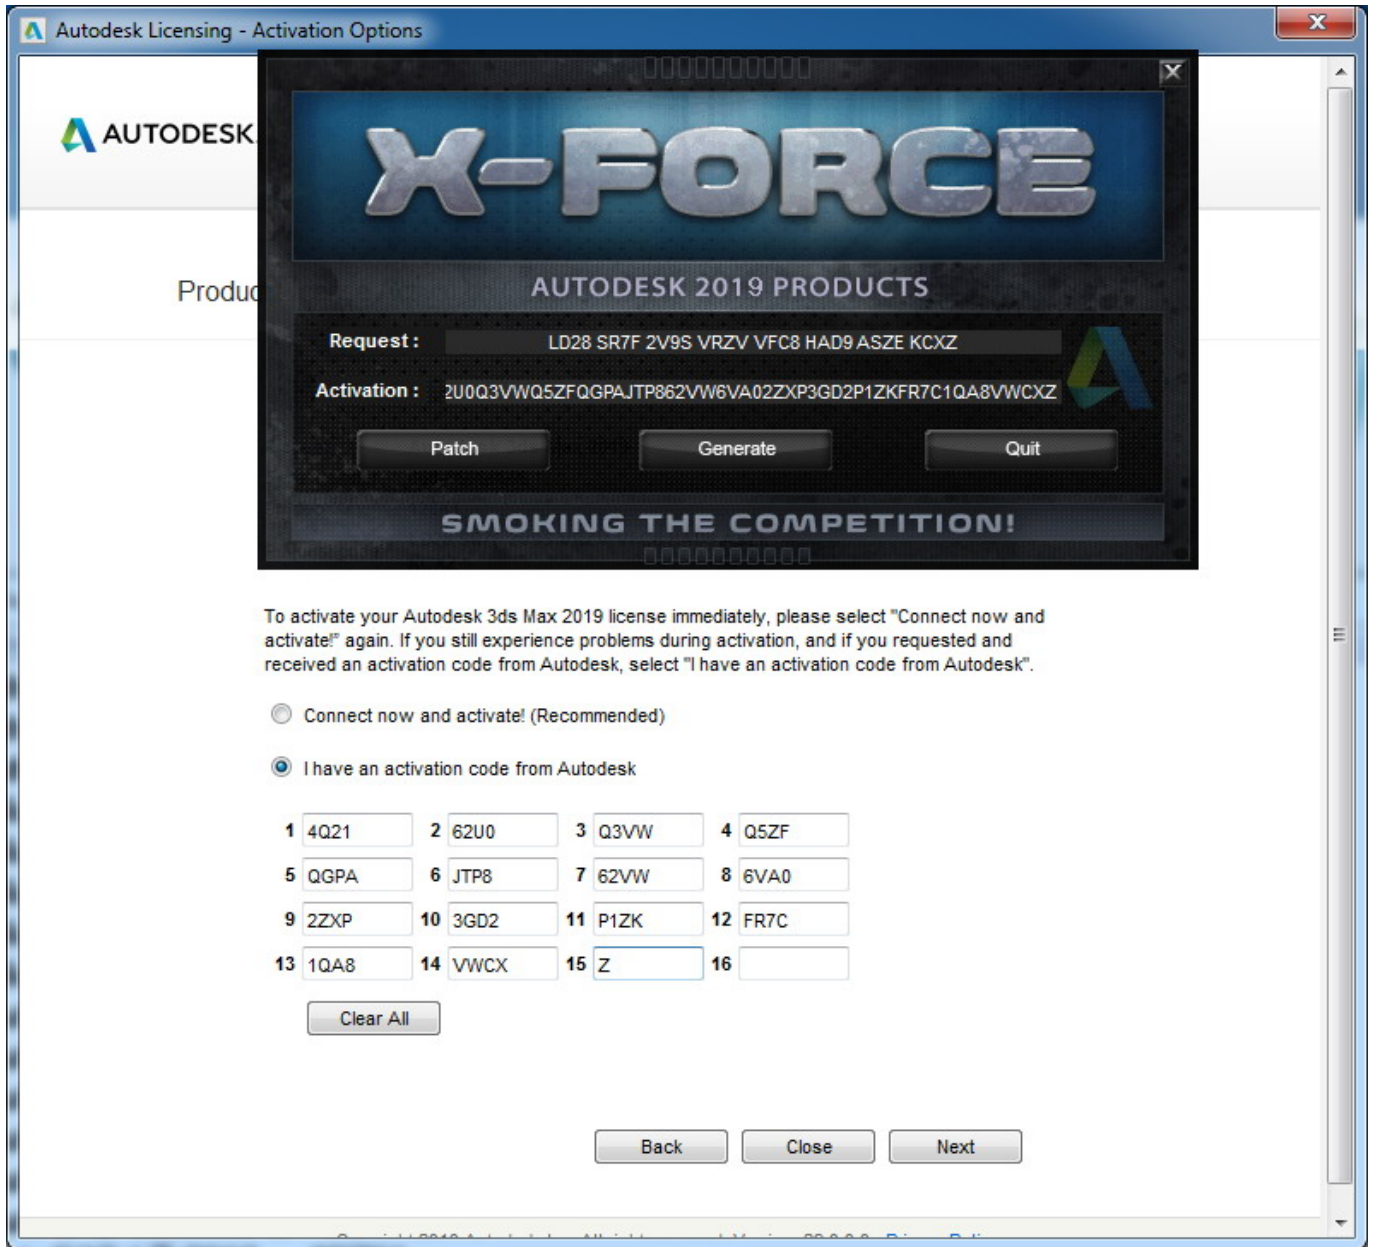 Autodesk Licensing - Activation Options
AUTODESK.
X-FORCE
AUTODESK 2019 PRODUCTS
Request :
LD28 SR7F 2V9S VRZV VFC8 HAD9 ASZE KCXZ
Activation :
2U0Q3VWQ5ZFQGPAJTP862VW6VA02ZXP3GD2P1ZKFR7C1QA8VWCXZ
Patch
Generate
Quit
SMOKING THE COMPETITION!
To activate your Autodesk 3ds Max 2019 license immediately, please select "Connect now and
activate!" again. If you still experience problems during activation, and if you requested and
received an activation code from Autodesk, select "I have an activation code from Autodesk".
Connect now and activate! (Recommended)
I have an activation code from Autodesk
1 4Q21 2 62U0 3 Q3VW 4 Q5ZF
5 QGPA 6 JTP8 7 62VW 8 6VA0
9 2ZXP 10 3GD2 11 P1ZK 12 FR7C
13 1QA8 14 VWCX 15 Z 16
Clear All
Back Close Next